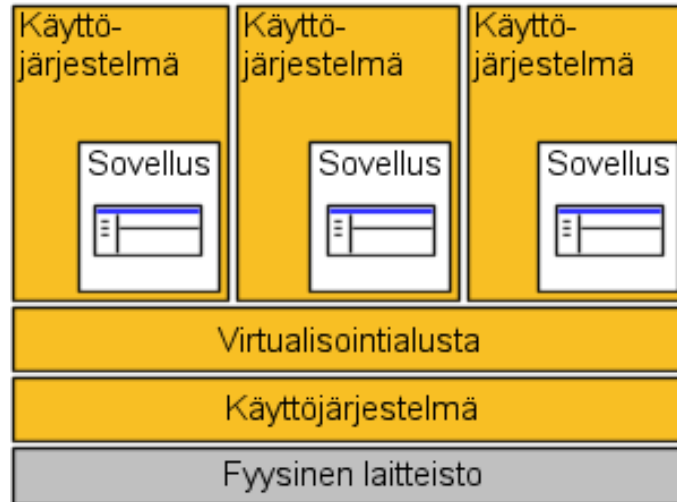 Käyttö-
järjestelmä
Käyttö-
järjestelmä
Käyttö-
järjestelmä
Sovellus
Sovellus
Sovellus
Virtualisointialusta
Käyttöjärjestelmä
Fyysinen laitteisto